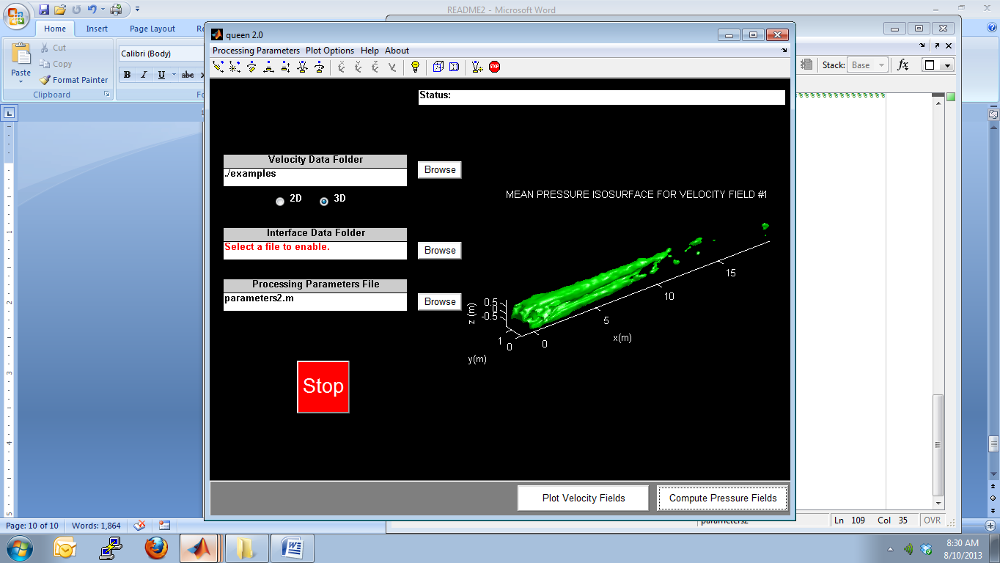 README2 - Microsoft Word
Home Insert Page Layout Re
Paste
Cut
Copy
Format Painter
Clipboard
Calibri (Body)
B I U abc
Fo
queen 2.0
Processing Parameters Plot Options Help About
STOP
Stack: Base fx
Status:
Velocity Data Folder
./examples
Browse
2D 3D
Interface Data Folder
Select a file to enable.
Browse
Processing Parameters File
parameters2.m
Browse
Stop
MEAN PRESSURE ISOSURFACE FOR VELOCITY FIELD #1
15
10
5
0
x(m)
0.5
0
-0.5
z (m)
1
0
y(m)
Plot Velocity Fields Compute Pressure Fields
parameters2 Ln 109 Col 35 OVR
Page: 10 of 10 Words: 1,864
8:30 AM
8/10/2013